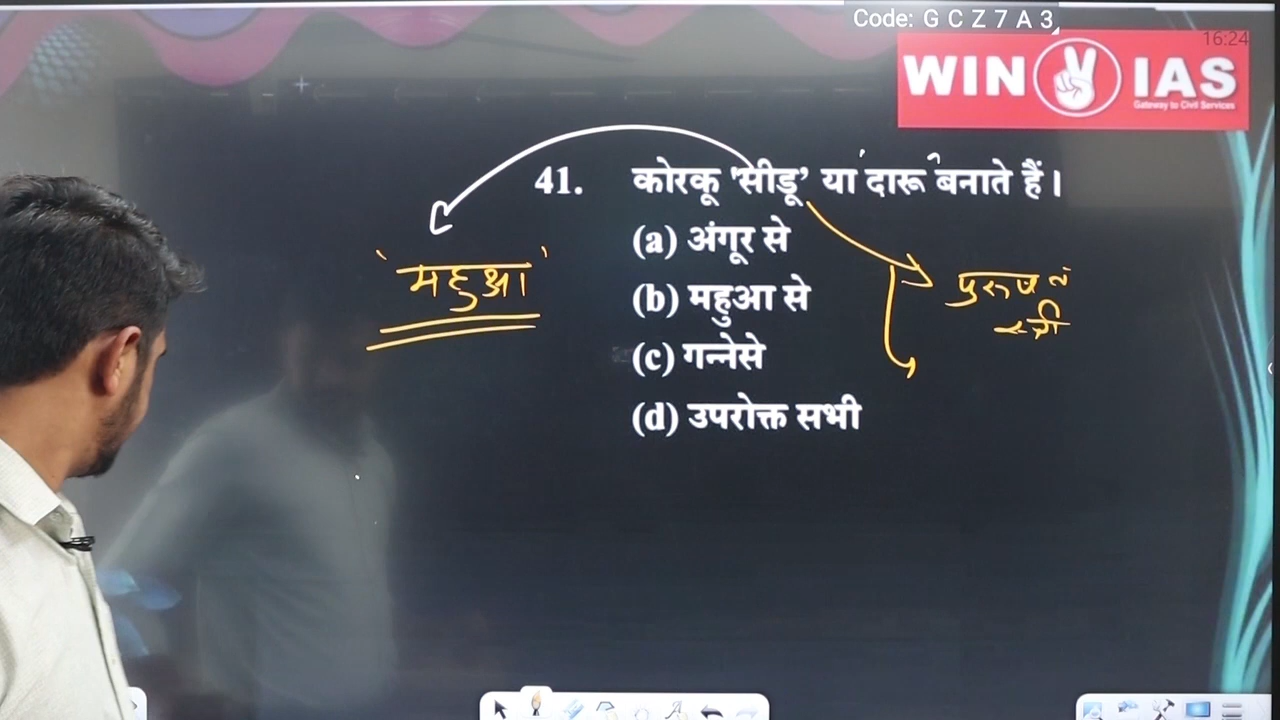 Code: G C Z 7 A 3
16:24
WIN IAS
Gateway to Civil Services
41. कोरकू 'सीडू' या दारू बनाते हैं।
(a) अंगूर से
(b) महुआ से
(c) गन्नेसे
(d) उपरोक्त सभी
'महुआ'
पुरुष व
स्त्री